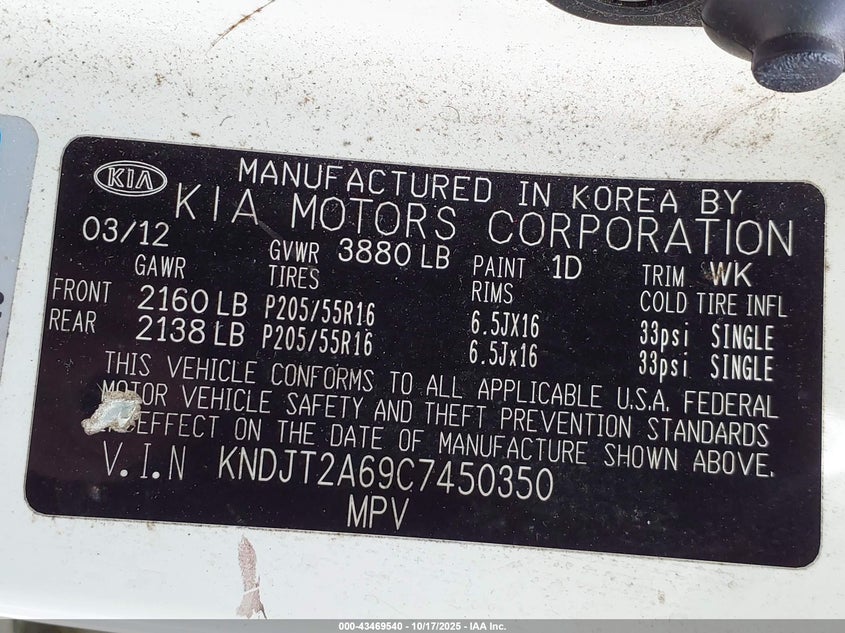 KIA
MANUFACTURED IN KOREA BY
KIA MOTORS CORPORATION
03/12 GVWR 3880 LB PAINT 1D TRIM WK
GAWR TIRES RIMS COLD TIRE INFL
FRONT 2160 LB P205/55R16 6.5JX16 33psi SINGLE
REAR 2138 LB P205/55R16 6.5Jx16 33psi SINGLE
THIS VEHICLE CONFORMS TO ALL APPLICABLE U.S.A. FEDERAL
MOTOR VEHICLE SAFETY AND THEFT PREVENTION STANDARDS
EFFECT ON THE DATE OF MANUFACTURE SHOWN ABOVE.
V.I.N KNDJT2A69C7450350
MPV
000-43469540 - 10/17/2025 - IAA Inc.